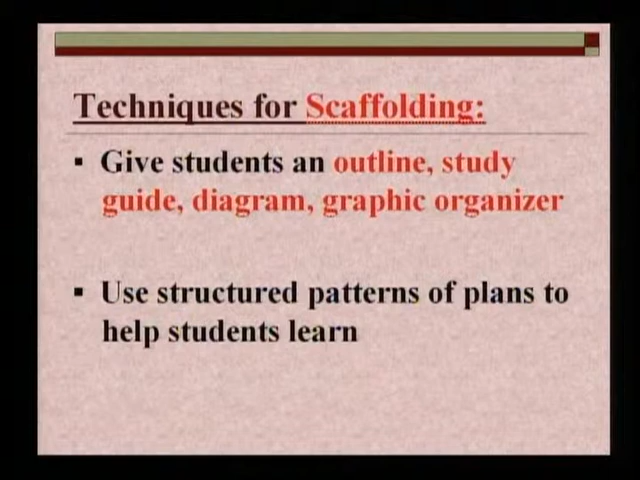 Techniques for Scaffolding:
▪ Give students an outline, study
guide, diagram, graphic organizer
▪ Use structured patterns of plans to
help students learn